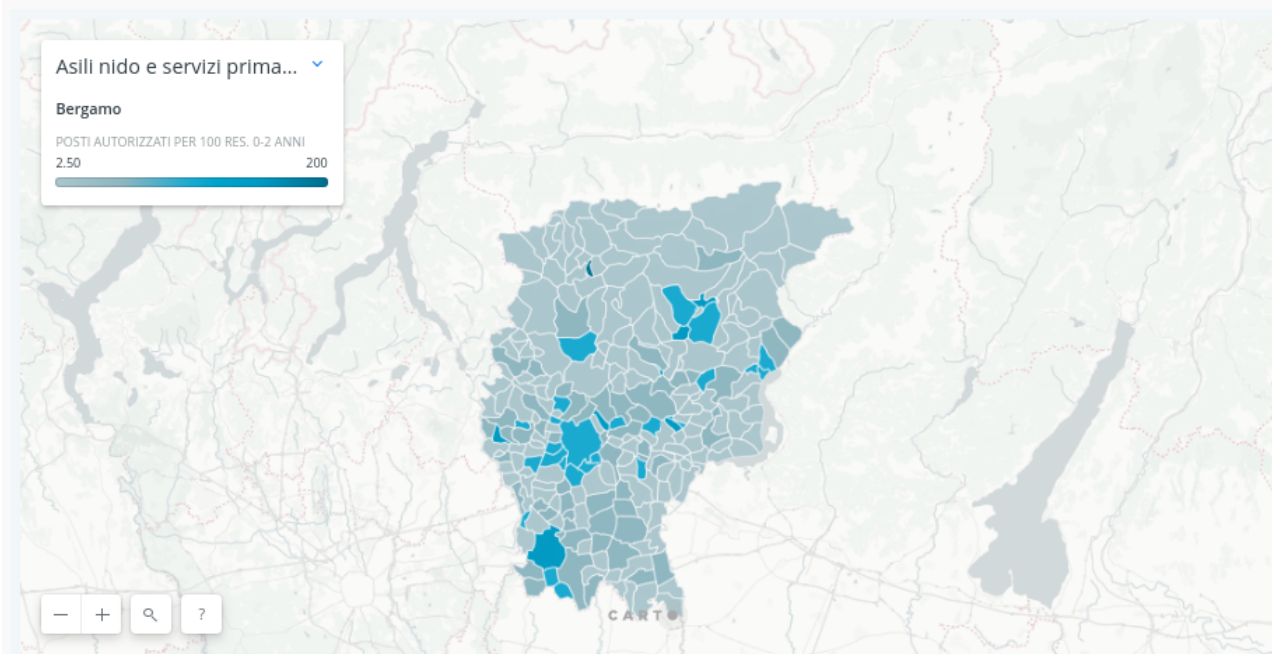 Asili nido e servizi prima...
Bergamo
POSTI AUTORIZZATI PER 100 RES. 0-2 ANNI
2.50 200
?
CARTO